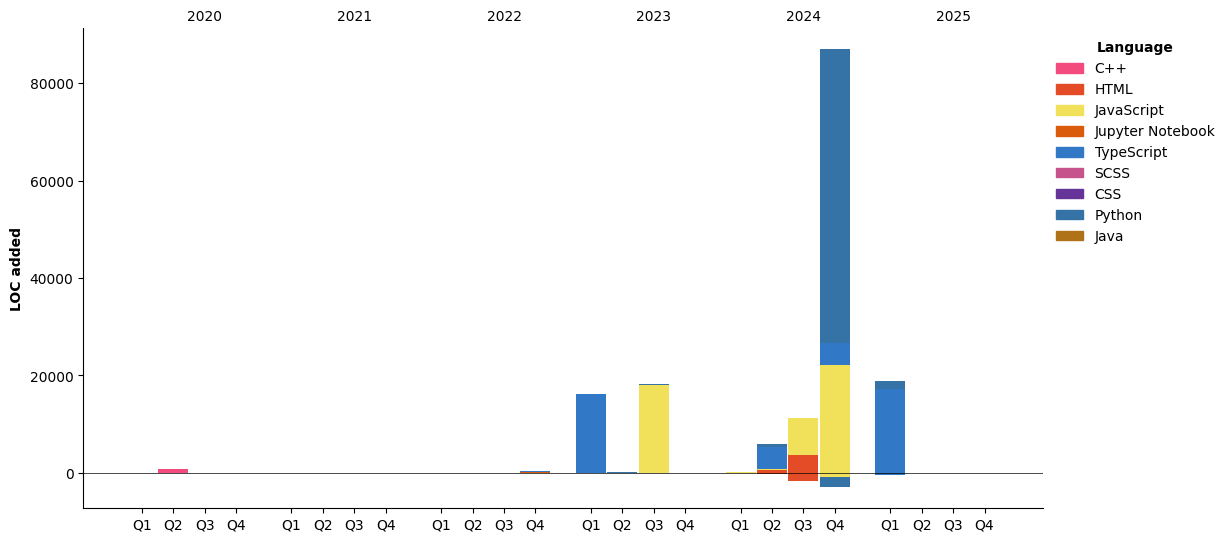 2020 2021 2022 2023 2024 2025
Language
C++
HTML
JavaScript
Jupyter Notebook
TypeScript
SCSS
CSS
Python
Java
LOC added
80000
60000
40000
20000
0
Q1 Q2 Q3 Q4 Q1 Q2 Q3 Q4 Q1 Q2 Q3 Q4 Q1 Q2 Q3 Q4 Q1 Q2 Q3 Q4 Q1 Q2 Q3 Q4